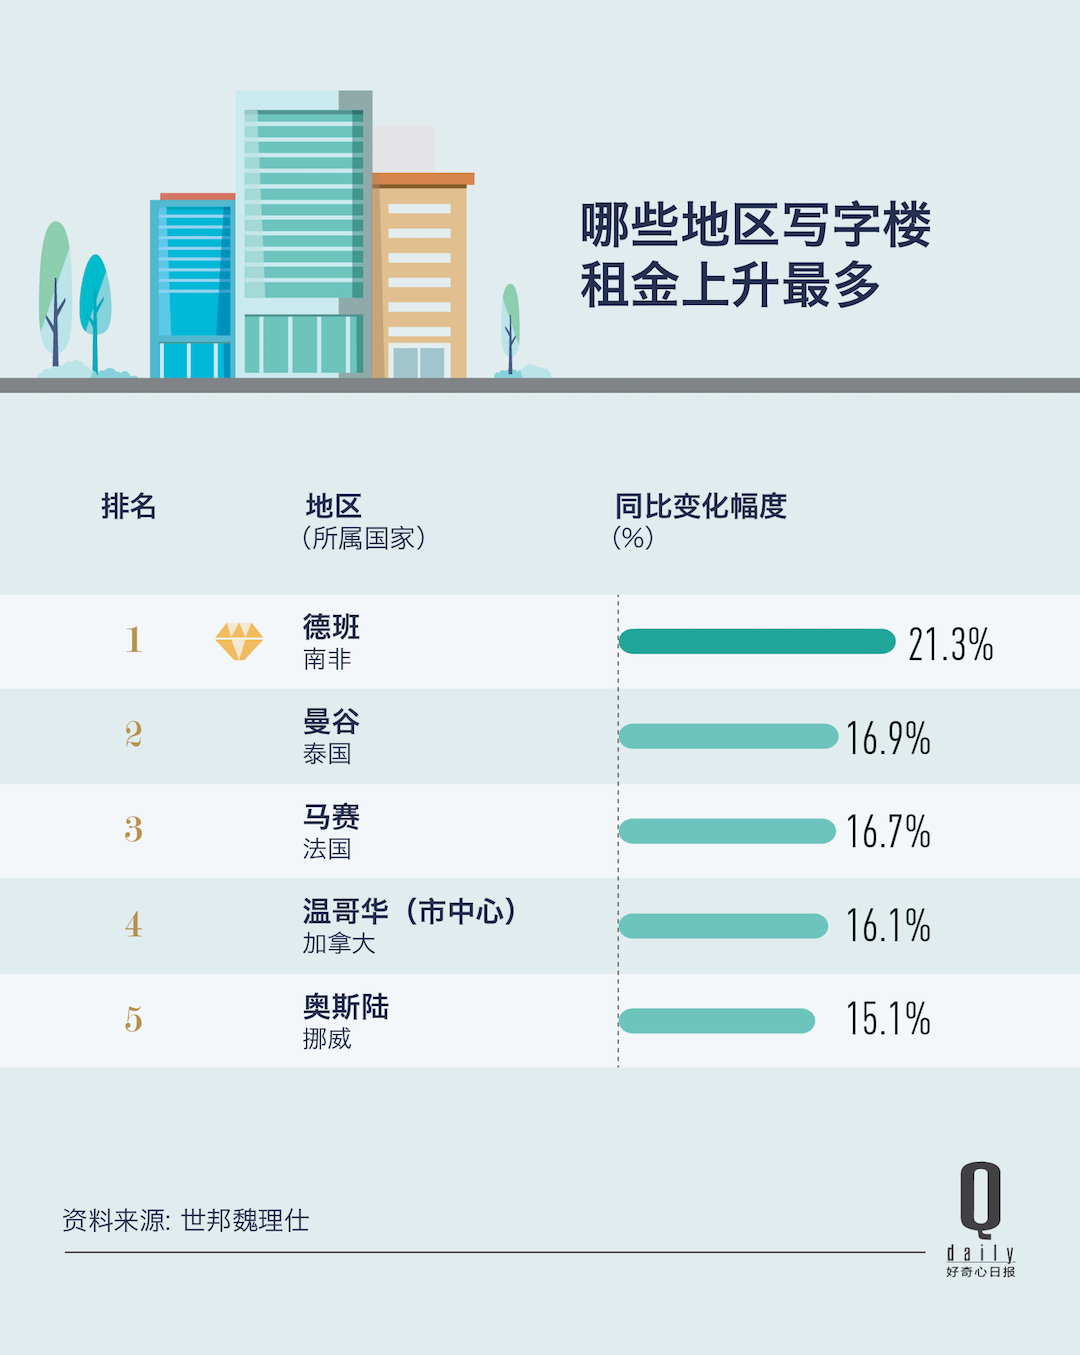 哪些地区写字楼
租金上升最多
排名 地区 同比变化幅度
（所属国家） （%）
1 德班 21.3%
南非
2 曼谷 16.9%
泰国
3 马赛 16.7%
法国
4 温哥华（市中心） 16.1%
加拿大
5 奥斯陆 15.1%
挪威
资料来源: 世邦魏理仕
Q
daily
好奇心日报